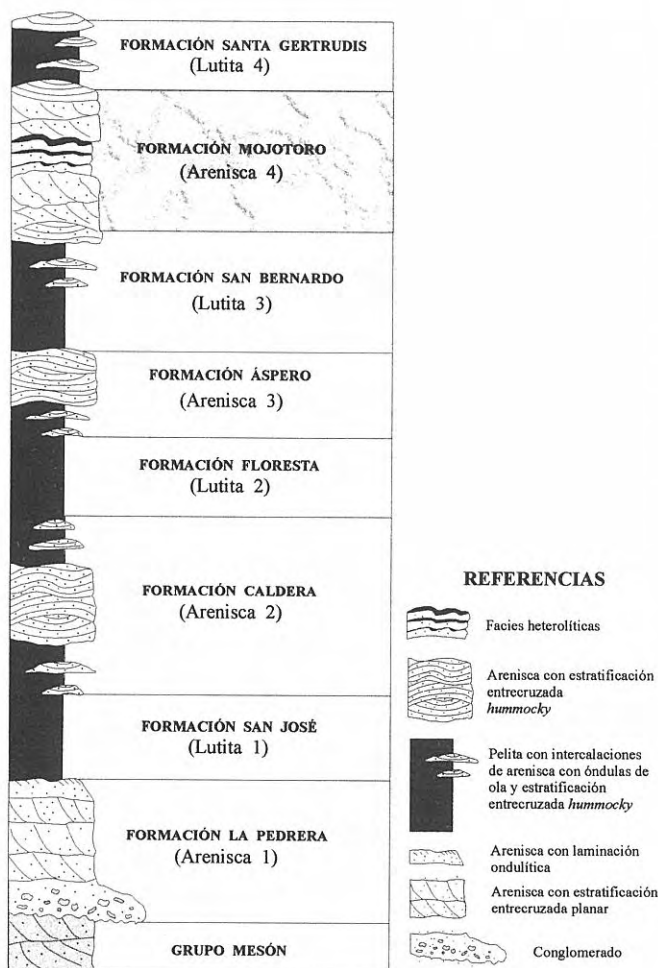 FORMACIÓN SANTA GERTRUDIS
(Lutita 4)
FORMACIÓN MOJOTORO
(Arenisca 4)
FORMACIÓN SAN BERNARDO
(Lutita 3)
FORMACIÓN ÁSPERO
(Arenisca 3)
FORMACIÓN FLORESTA
(Lutita 2)
FORMACIÓN CALDERA
(Arenisca 2)
FORMACIÓN SAN JOSÉ
(Lutita 1)
FORMACIÓN LA PEDRERA
(Arenisca 1)
GRUPO MESÓN
REFERENCIAS
Facies heterolíticas
Arenisca con estratificación
entrecruzada
hummocky
Pelita con intercalaciones
de arenisca con óndulas de
ola y estratificación
entrecruzada hummocky
Arenisca con laminación
ondulítica
Arenisca con estratificación
entrecruzada planar
Conglomerado